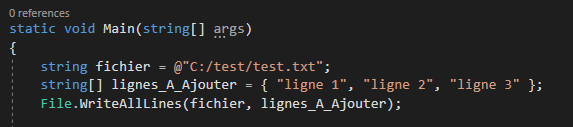 0 references
static void Main(string[] args)
{
string fichier = @"C:/test/test.txt";
string[] lignes_A_Ajouter = { "ligne 1", "ligne 2", "ligne 3" };
File.WriteAllLines(fichier, lignes_A_Ajouter);